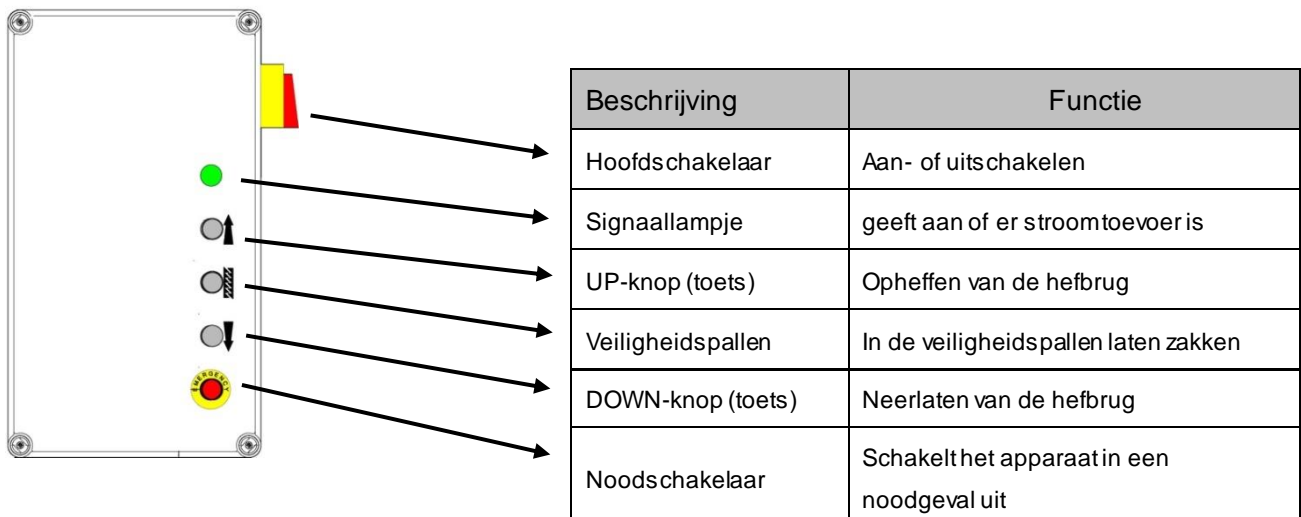 Beschrijving Functie
Hoofdschakelaar Aan- of uitschakelen
Signaallampje geeft aan of er stroomtoevoer is
UP-knop (toets) Opheffen van de hefbrug
Veiligheidspallen In de veiligheidspallen laten zakken
DOWN-knop (toets) Neerlaten van de hefbrug
EMERGENCY
Noodschakelaar Schakelt het apparaat in een
noodgeval uit